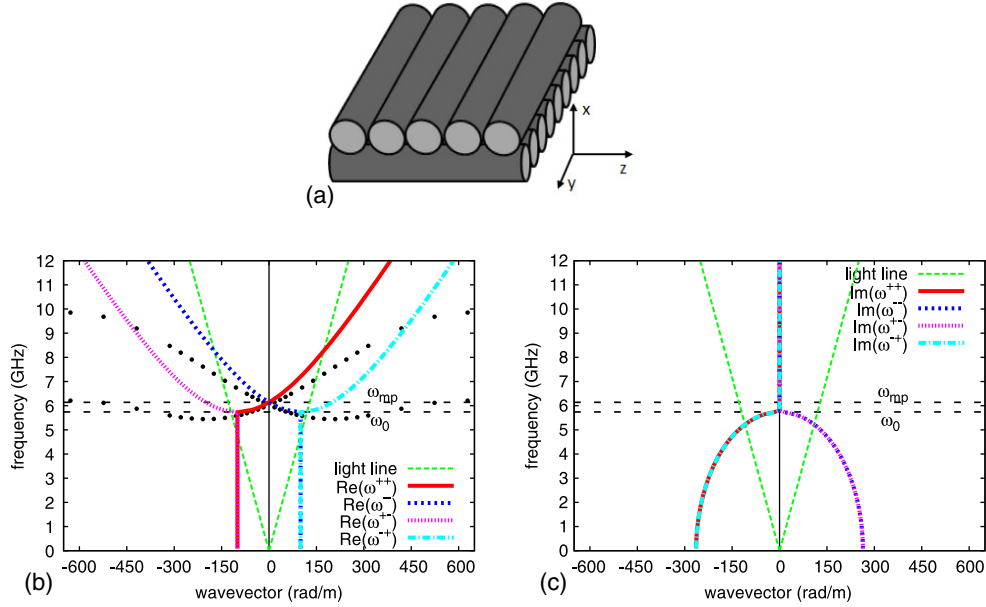 x
z
y
(a)
12
11
10
9
8
7
6
5
4
3
2
1
0
frequency (GHz)
ω_mp
ω_0
light line
Re(ω^++)
Re(ω^-)
Re(ω^+-)
Re(ω^-+)
-600 -450 -300 -150 0 150 300 450 600
wavevector (rad/m)
(b)
12
11
10
9
8
7
6
5
4
3
2
1
0
frequency (GHz)
light line
Im(ω^++)
Im(ω^--)
Im(ω^+-)
Im(ω^-+)
ω_mp
ω_0
-600 -450 -300 -150 0 150 300 450 600
wavevector (rad/m)
(c)